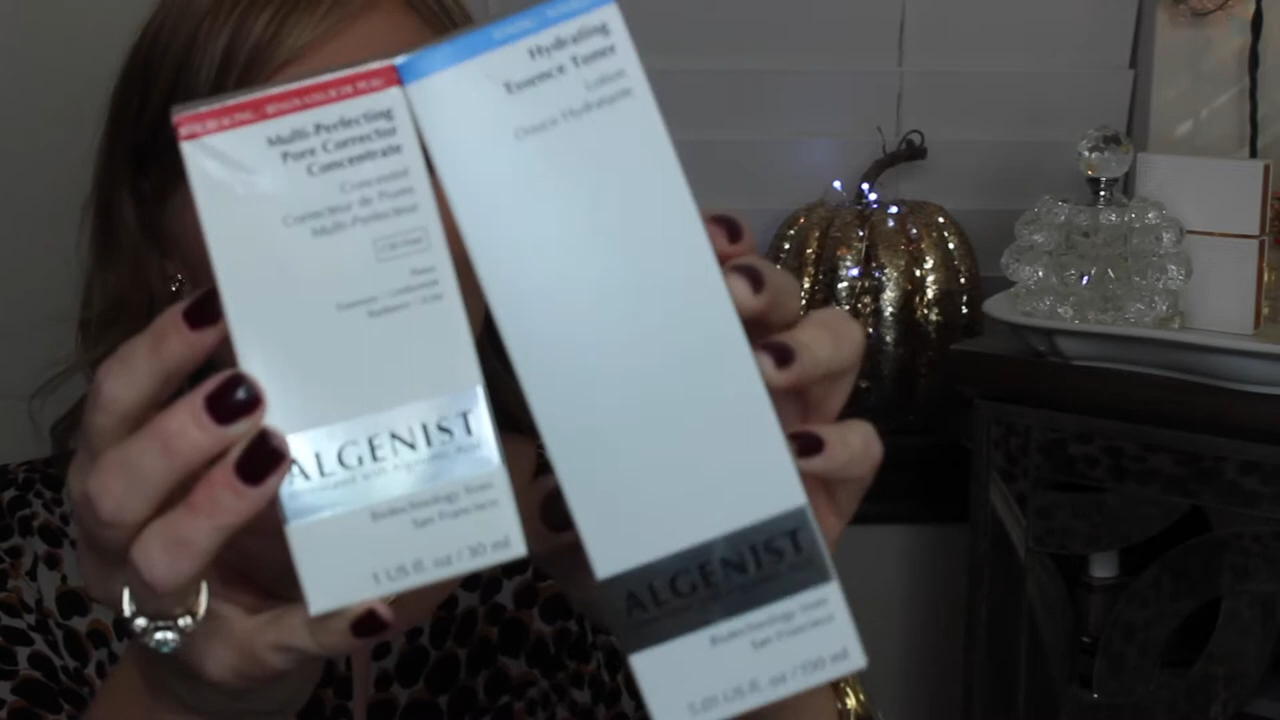 Multi-Perfecting
Pore Corrector
Concentrate
Concentré
Correcteur de Pores
Multi-Perfecteur
ALGENIST
Biotechnology from
San Francisco
1 US fl. oz / 30 ml
Hydrating
Essence Toner
Lotion
Douce Hydratante
ALGENIST
Biotechnology from
San Francisco
5.07 US fl. oz / 150 ml